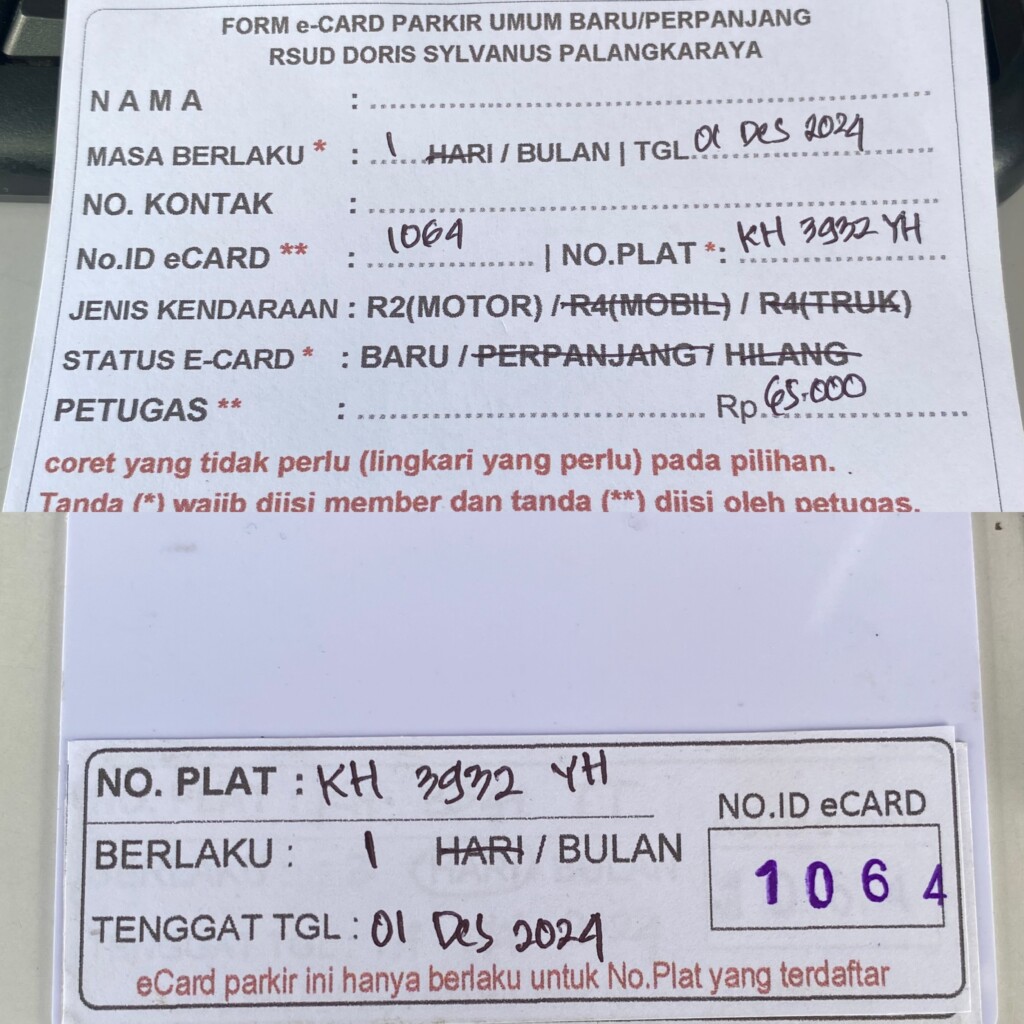 FORM e-CARD PARKIR UMUM BARU/PERPANJANG
RSUD DORIS SYLVANUS PALANGKARAYA
N A M A : ............................................................
MASA BERLAKU * : ....1.... HARI / BULAN | TGL 01 Des 2024
NO. KONTAK : ............................................................
No.ID eCARD ** : 1064 | NO.PLAT *: KH 3932 YH
JENIS KENDARAAN : R2(MOTOR) / R4(MOBIL) / R4(TRUK)
STATUS E-CARD * : BARU / PERPANJANG / HILANG
PETUGAS ** : ............................................ Rp. 65.000
coret yang tidak perlu (lingkari yang perlu) pada pilihan. .
Tanda (*) wajib diisi member dan tanda (**) diisi oleh petugas.
NO. PLAT : KH 3932 YH
NO.ID eCARD
BERLAKU : 1 HARI / BULAN
1064
TENGGAT TGL : 01 Des 2024
eCard parkir ini hanya berlaku untuk No.Plat yang terdaftar